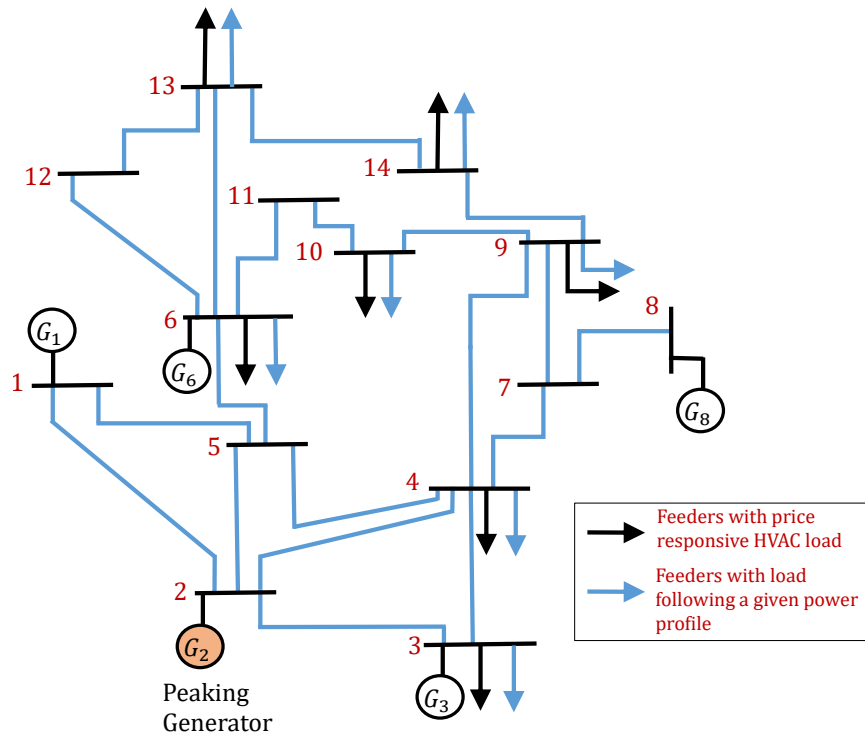 13
12
14
11
10
9
8
6
G₁
G₆
1
7
G₈
5
4
Feeders with price
responsive HVAC load
Feeders with load
following a given power
profile
2
G₂
3
G₃
Peaking
Generator